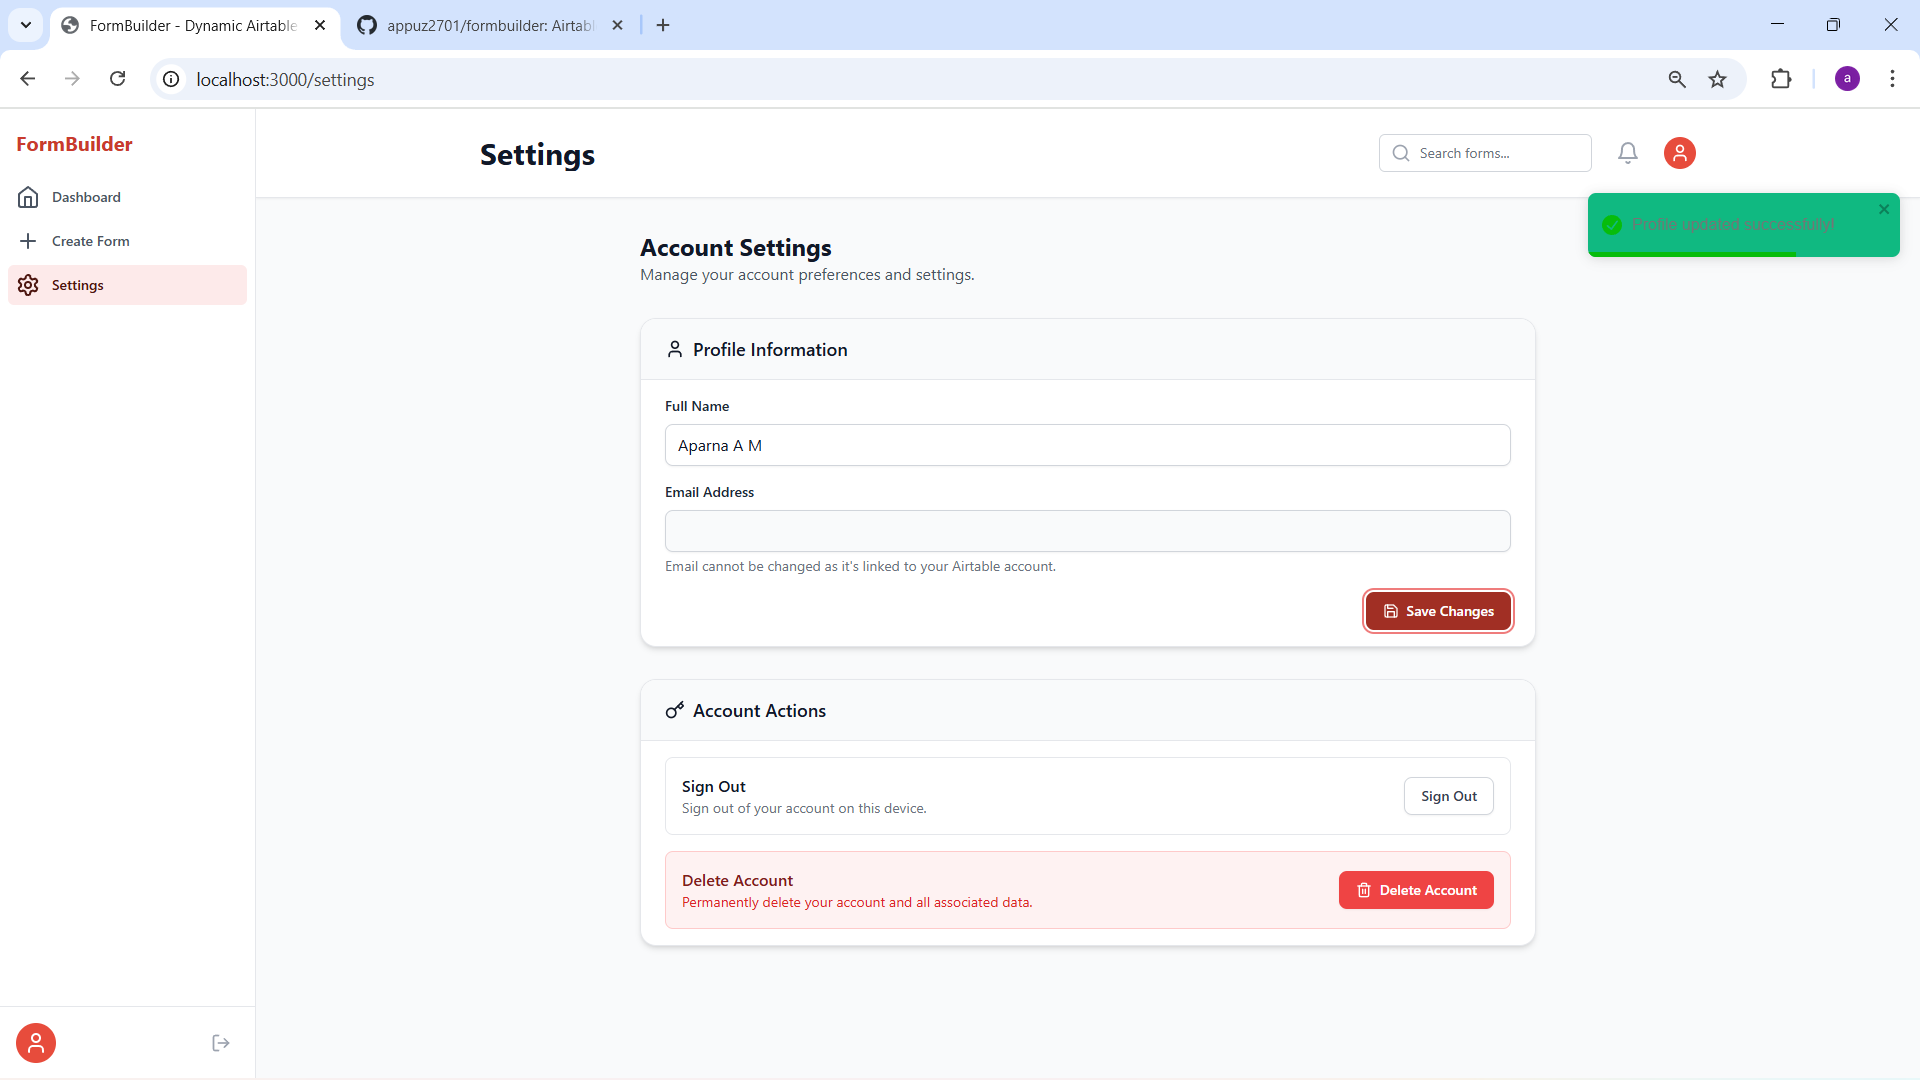 FormBuilder - Dynamic Airtable
appuz2701/formbuilder: Airtabl
localhost:3000/settings
a
FormBuilder
Dashboard
Create Form
Settings
Settings
Search forms...
Profile updated successfully!
Account Settings
Manage your account preferences and settings.
Profile Information
Full Name
Aparna A M
Email Address
Email cannot be changed as it's linked to your Airtable account.
Save Changes
Account Actions
Sign Out
Sign out of your account on this device.
Sign Out
Delete Account
Permanently delete your account and all associated data.
Delete Account